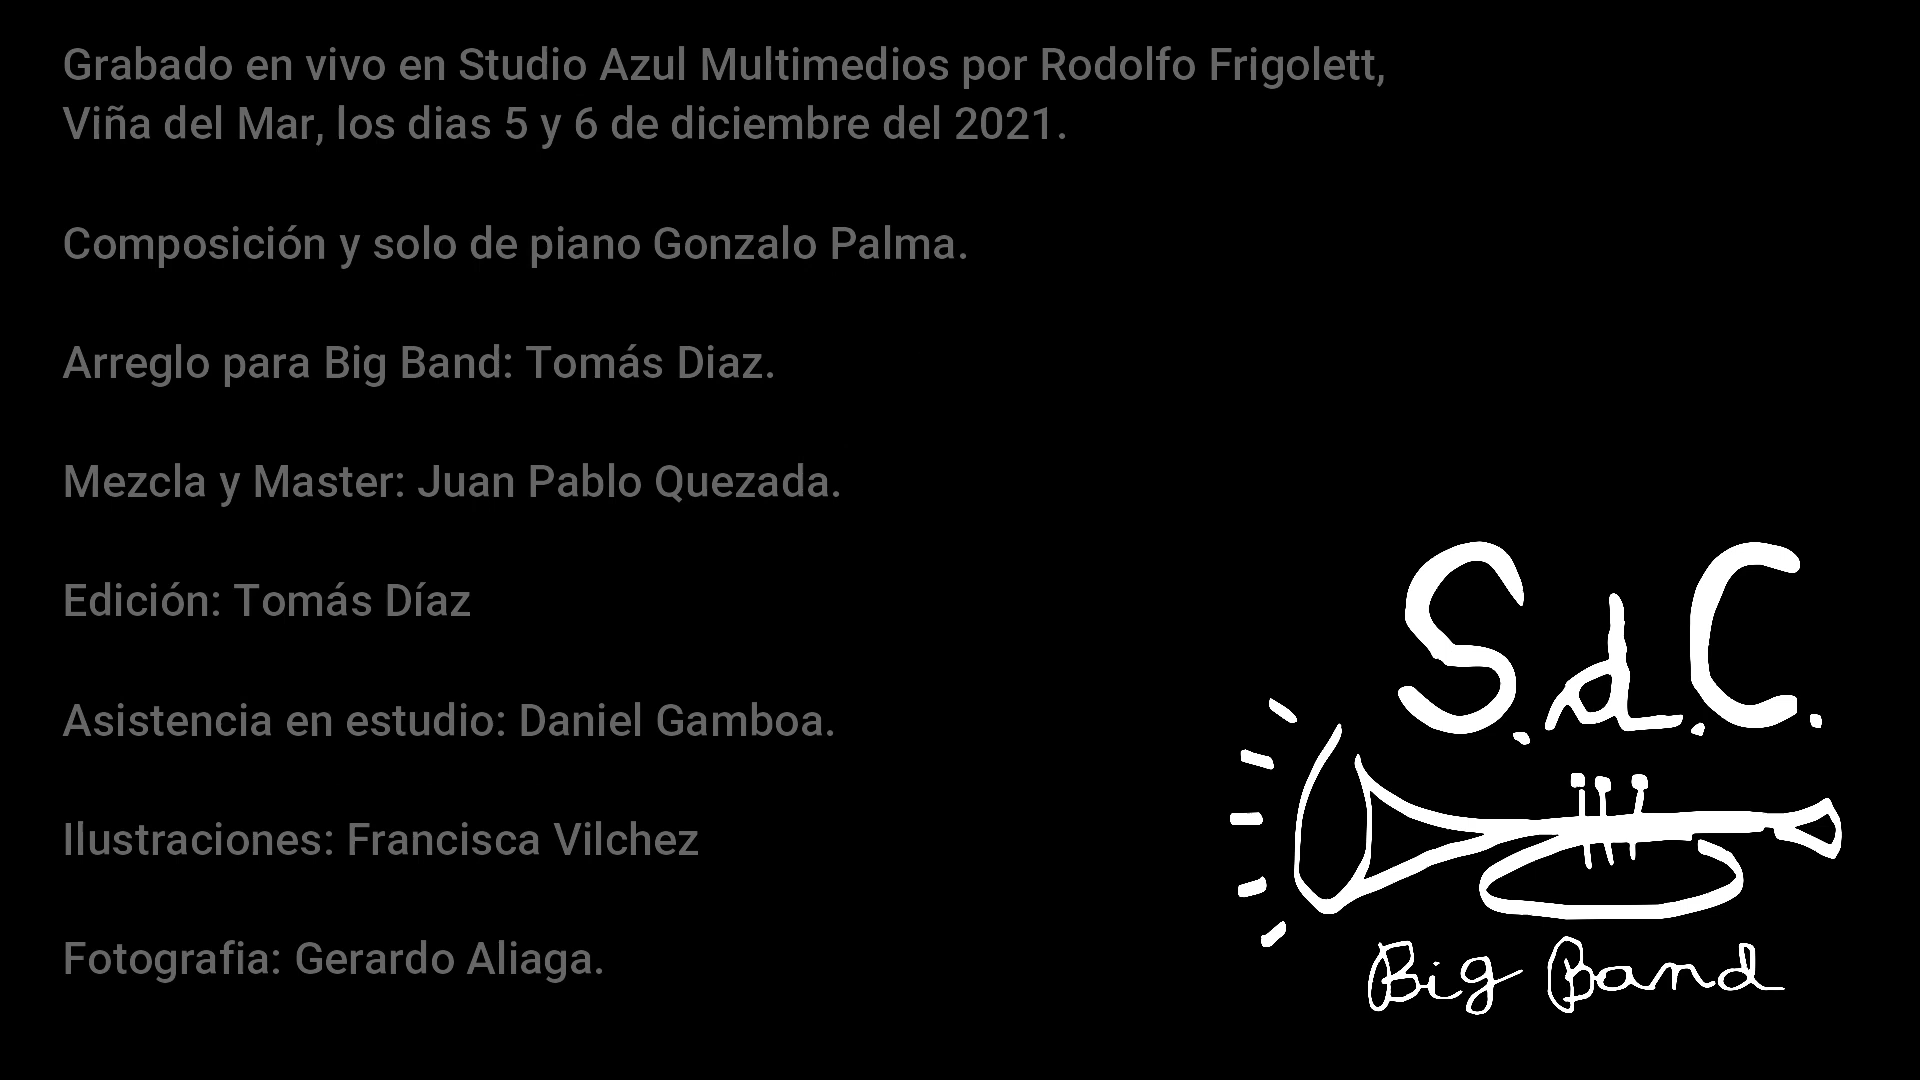 Grabado en vivo en Studio Azul Multimedios por Rodolfo Frigolett,
Viña del Mar, los dias 5 y 6 de diciembre del 2021.
Composición y solo de piano Gonzalo Palma.
Arreglo para Big Band: Tomás Diaz.
Mezcla y Master: Juan Pablo Quezada.
Edición: Tomás Díaz
Asistencia en estudio: Daniel Gamboa.
Ilustraciones: Francisca Vilchez
Fotografia: Gerardo Aliaga.
S.d.C.
Big Band